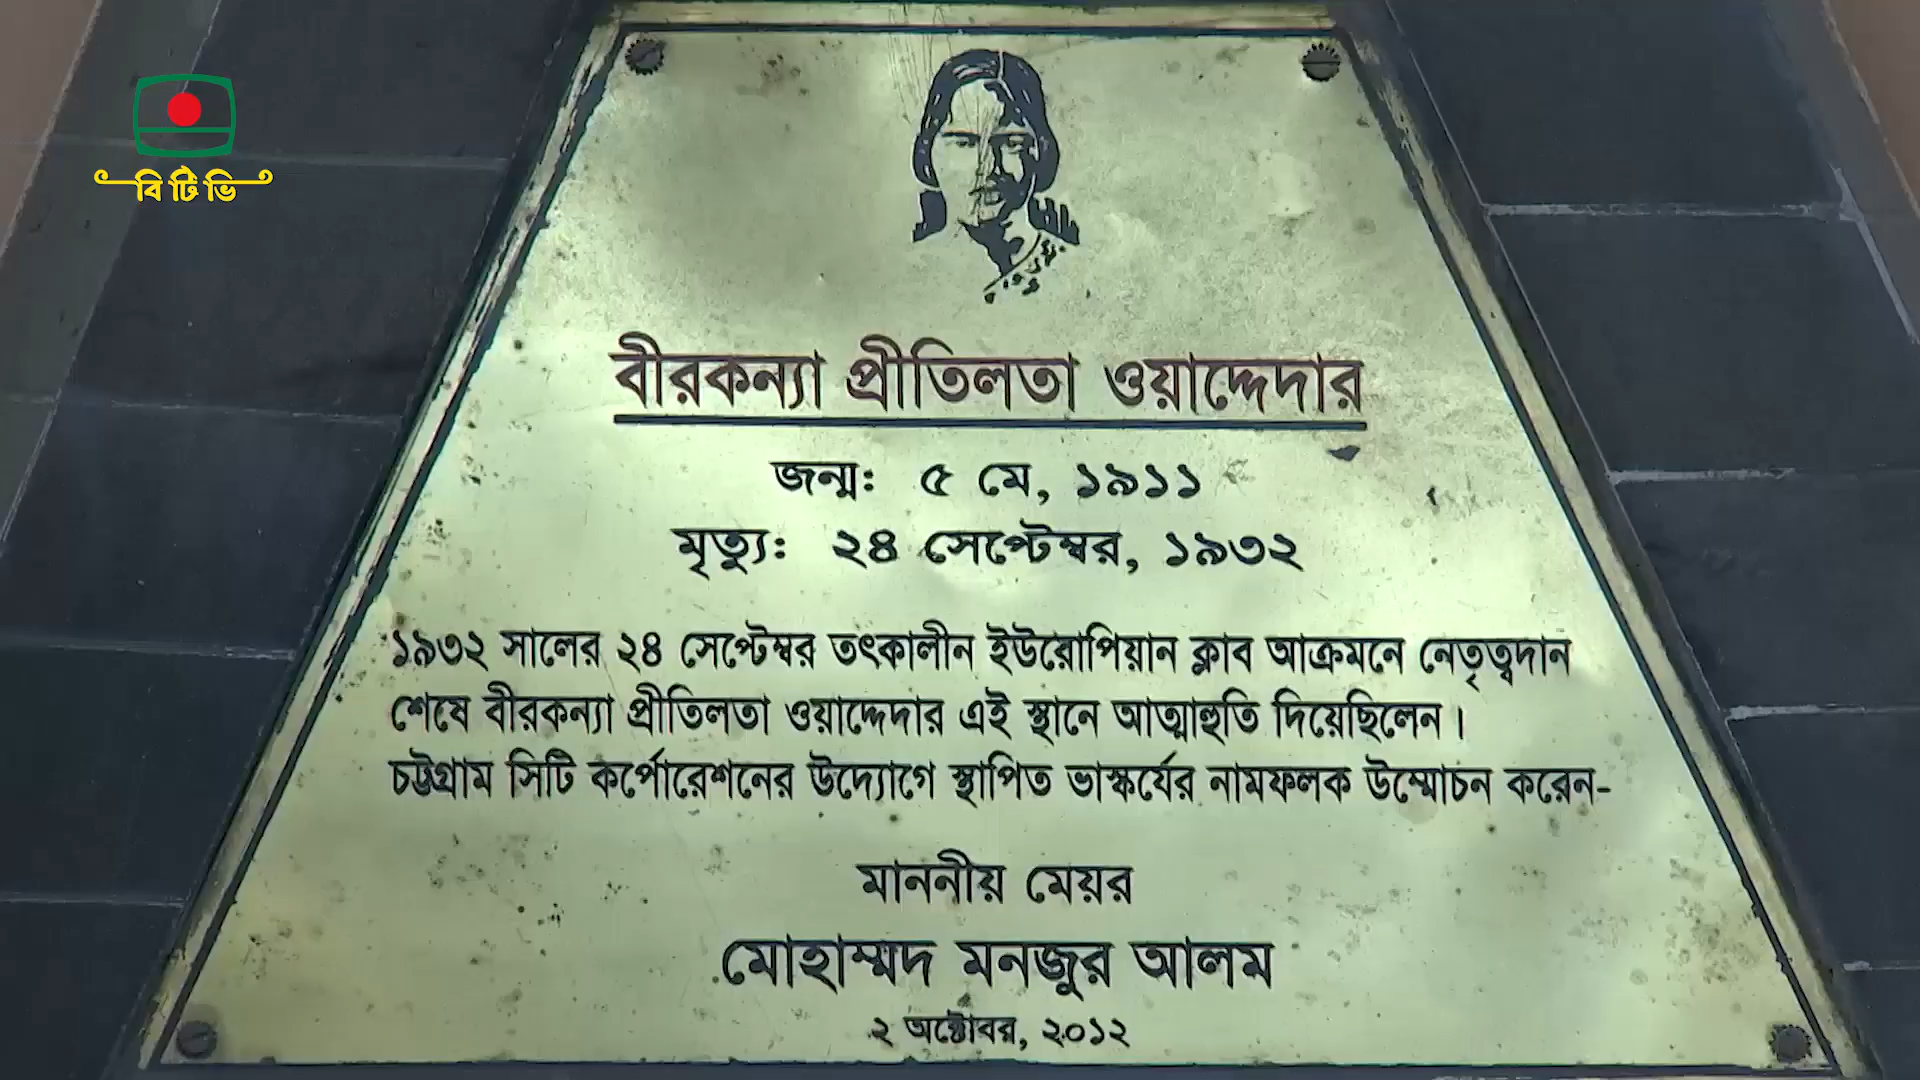 বি টি ভি
বীরকন্যা প্রীতিলতা ওয়াদ্দেদার
জন্ম: ৫ মে, ১৯১১
মৃত্যু: ২৪ সেপ্টেম্বর, ১৯৩২
১৯৩২ সালের ২৪ সেপ্টেম্বর তৎকালীন ইউরোপিয়ান ক্লাব আক্রমনে নেতৃত্বদান
শেষে বীরকন্যা প্রীতিলতা ওয়াদ্দেদার এই স্থানে আত্মাহুতি দিয়েছিলেন।
চট্টগ্রাম সিটি কর্পোরেশনের উদ্যোগে স্থাপিত ভাস্কর্যের নামফলক উম্মোচন করেন-
মাননীয় মেয়র
মোহাম্মদ মনজুর আলম
২ অক্টোবর, ২০১২